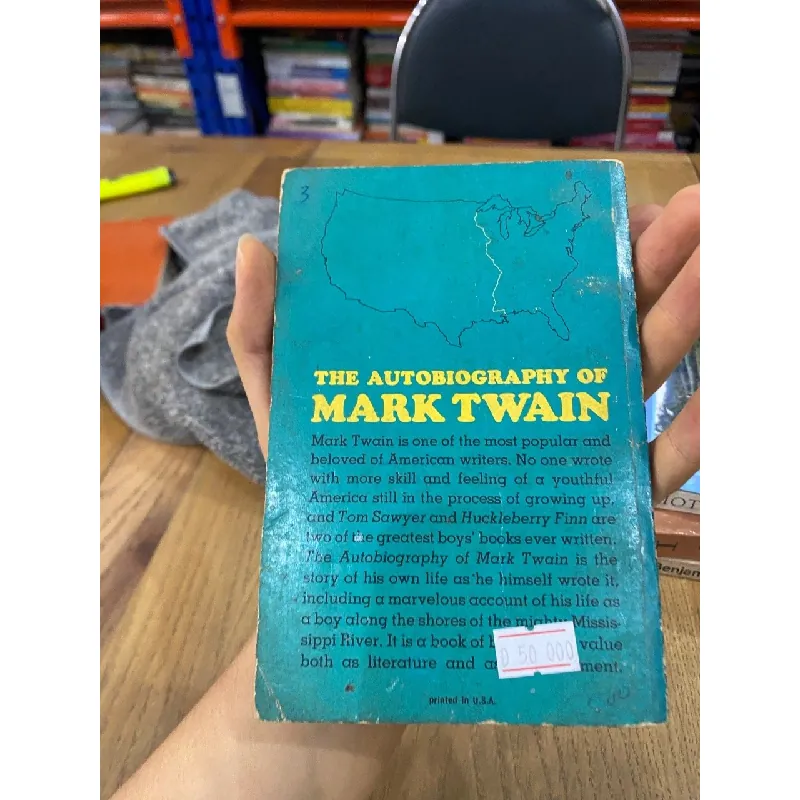 3
THE AUTOBIOGRAPHY OF
MARK TWAIN
Mark Twain is one of the most popular and
beloved of American writers. No one wrote
with more skill and feeling of a youthful
America still in the process of growing up,
and Tom Sawyer and Huckleberry Finn are
two of the greatest boys' books ever written.
The Autobiography of Mark Twain is the
story of his own life as he himself wrote it,
including a marvelous account of his life as
a boy along the shores of the mighty Missis-
sippi River. It is a book of value
both as literature and
printed in U.S.A.
D 50 000